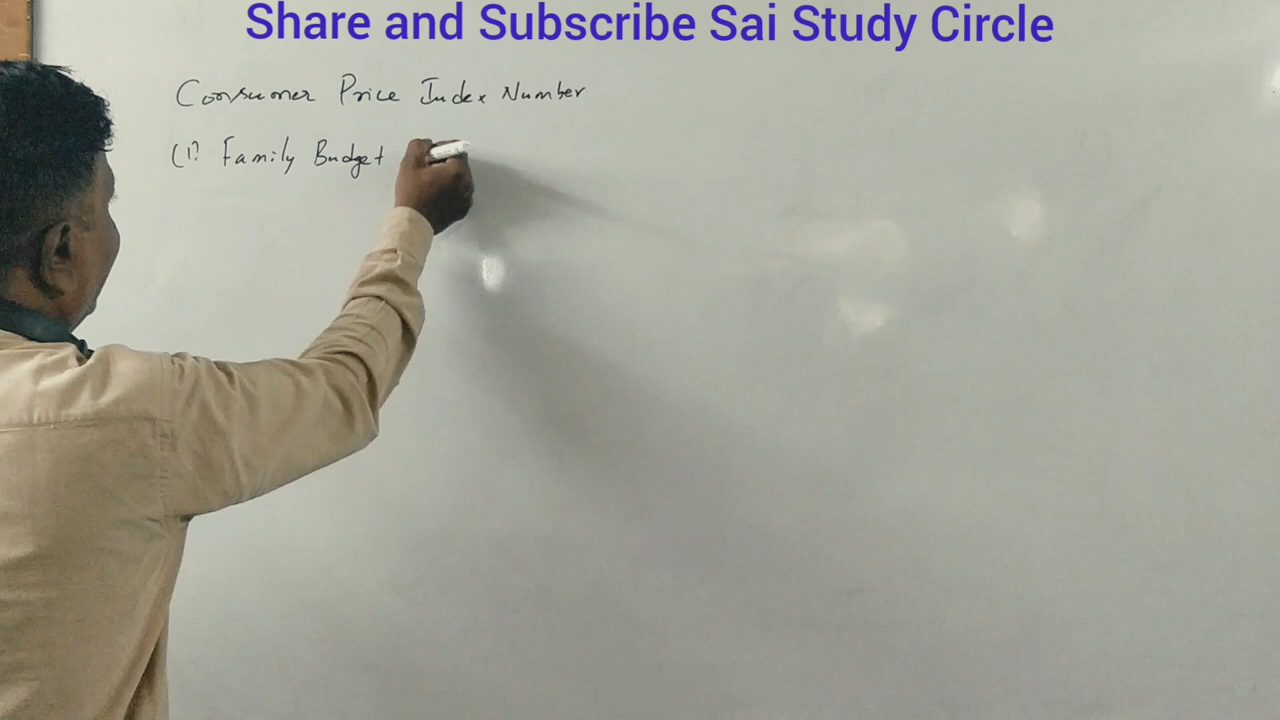 Share and Subscribe Sai Study Circle
Consumer Price Index Number
(1) Family Budget